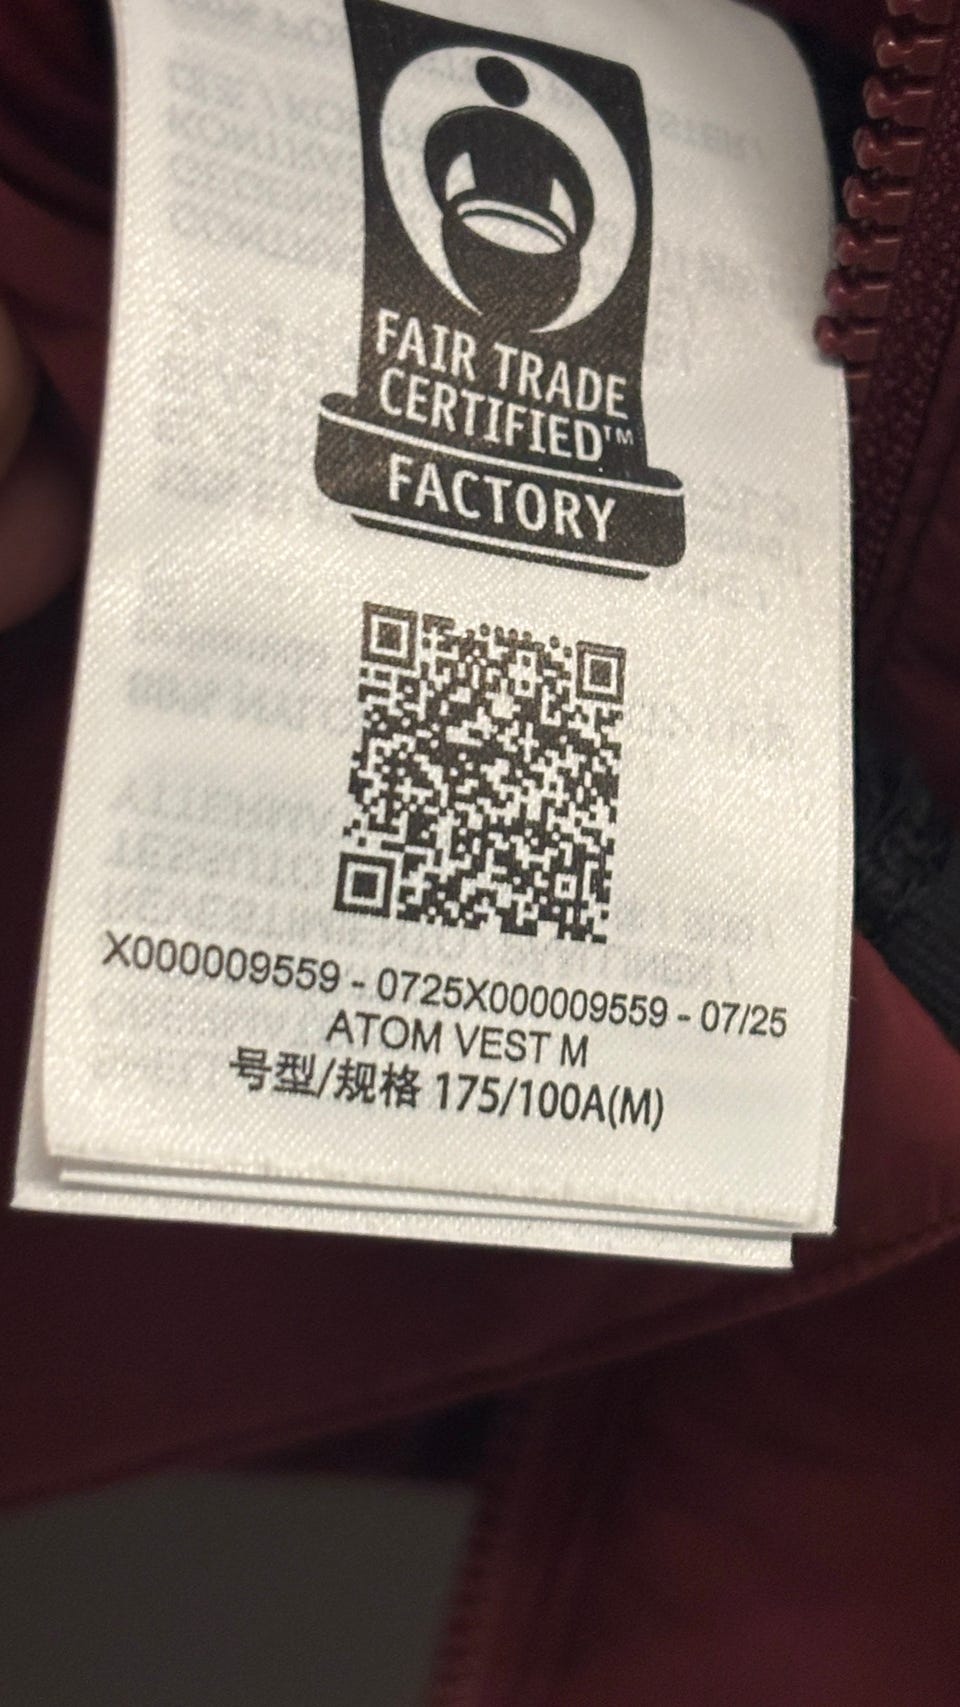 FAIR TRADE
CERTIFIED™
FACTORY
X000009559 - 0725X000009559 - 07/25
ATOM VEST M
号型/规格 175/100A(M)